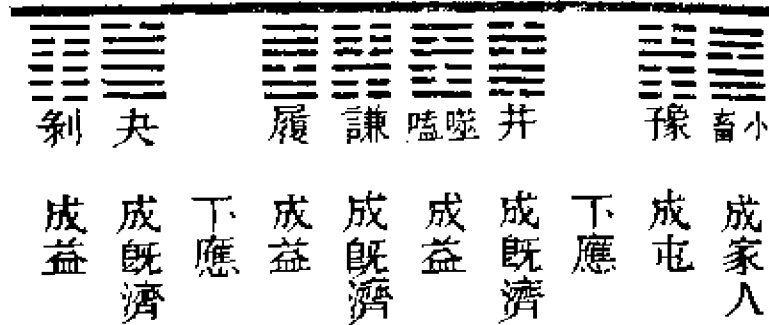 小畜 成家人
豫 成屯
下應
井 成既濟
噬嗑 成益
謙 成既濟
履 成益
下應
夬 成既濟
剝 成益